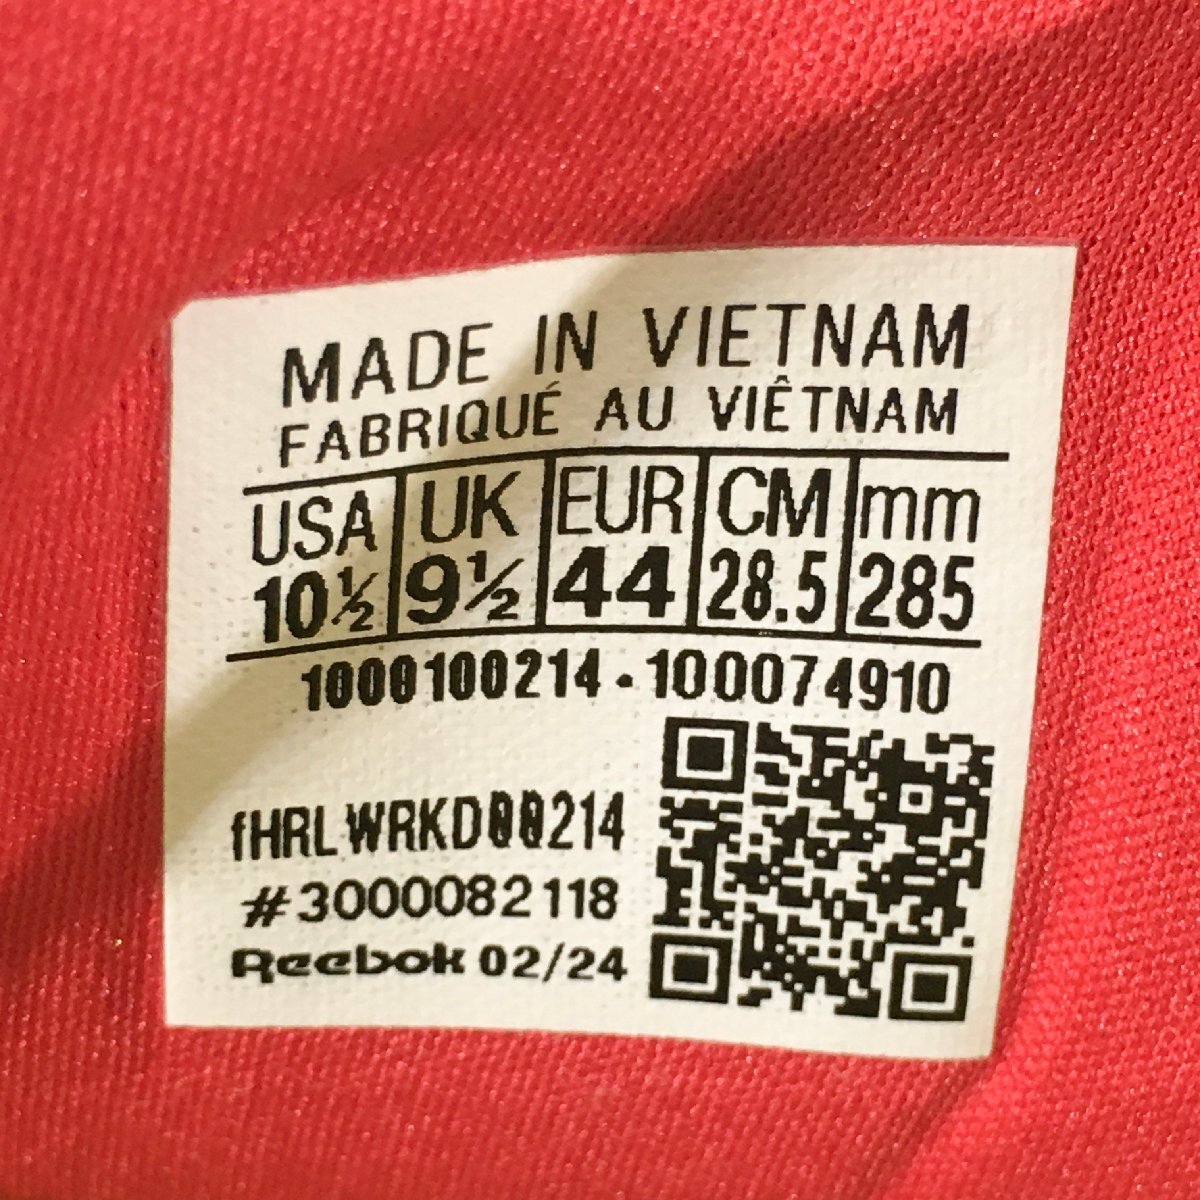 MADE IN VIETNAM
FABRIQUÉ AU VIÊTNAM
USA UK EUR CM mm
10½ 9½ 44 28.5 285
1000100214 · 100074910
fHRLWRKD00214
#3000082118
Reebok 02/24